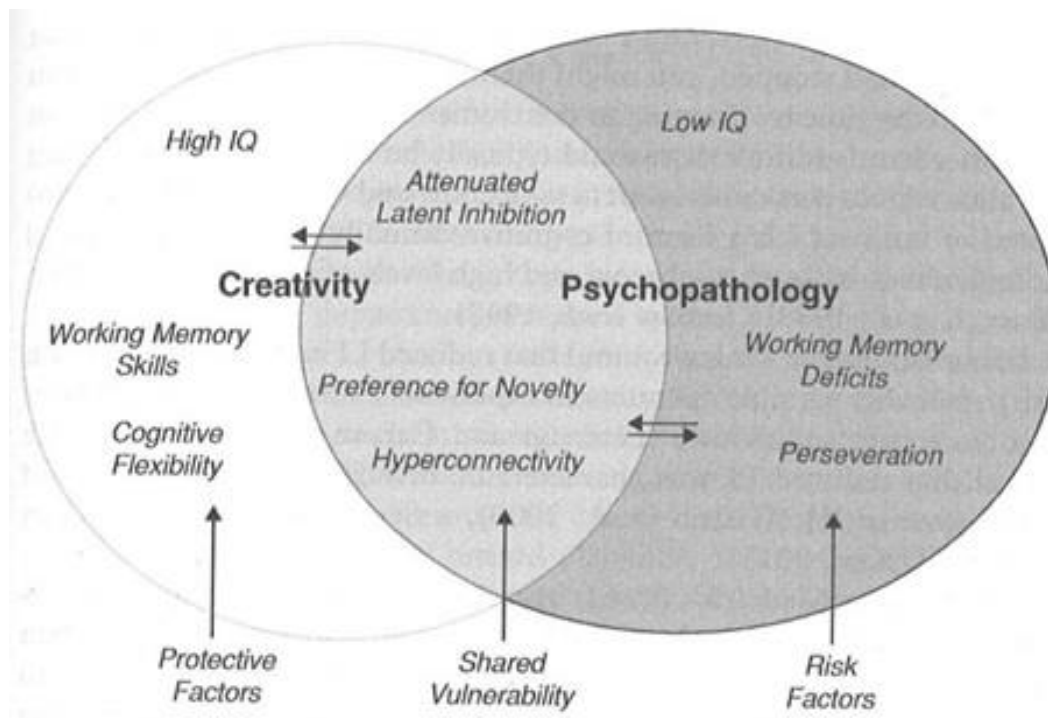 High IQ
Low IQ
Attenuated
Latent Inhibition
Creativity
Psychopathology
Working Memory
Skills
Working Memory
Deficits
Preference for Novelty
Cognitive
Flexibility
Hyperconnectivity
Perseveration
Protective
Factors
Shared
Vulnerability
Risk
Factors